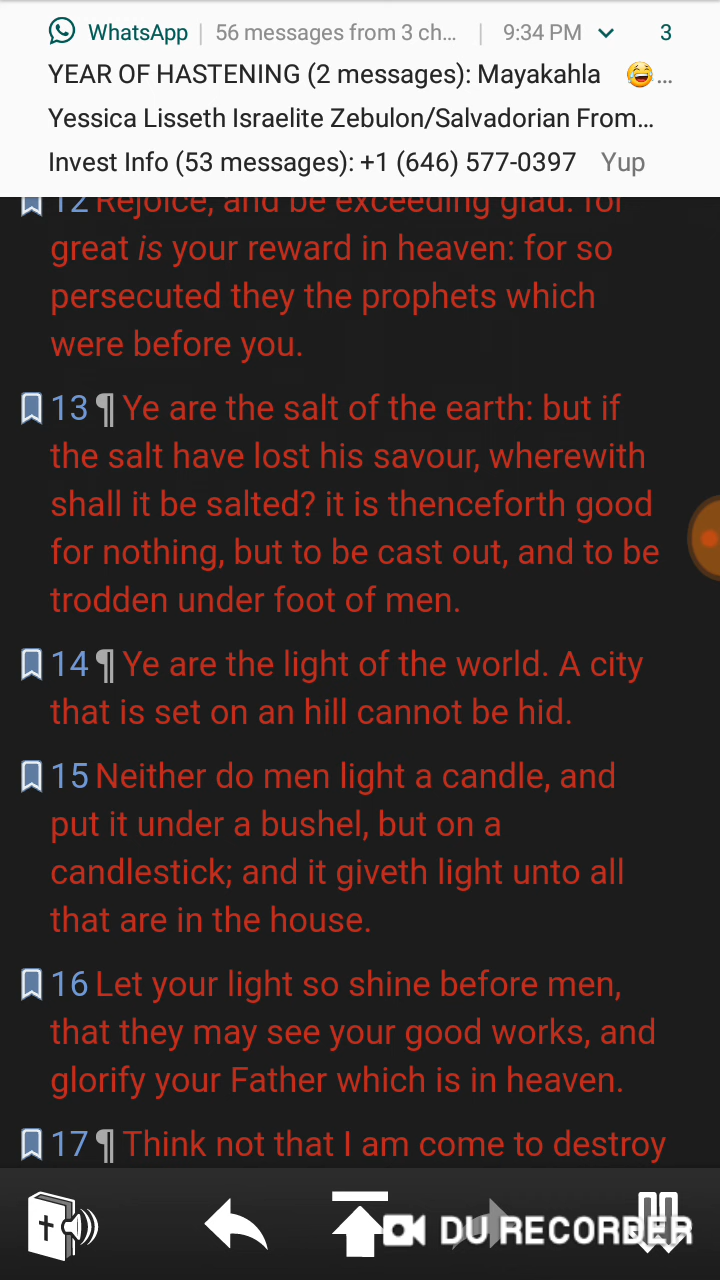 WhatsApp | 56 messages from 3 ch... | 9:34 PM 3
YEAR OF HASTENING (2 messages): Mayakahla 😂...
Yessica Lisseth Israelite Zebulon/Salvadorian From...
Invest Info (53 messages): +1 (646) 577-0397 Yup
12 Rejoice, and be exceeding glad: for
great is your reward in heaven: for so
persecuted they the prophets which
were before you.
13 ¶ Ye are the salt of the earth: but if
the salt have lost his savour, wherewith
shall it be salted? it is thenceforth good
for nothing, but to be cast out, and to be
trodden under foot of men.
14 ¶ Ye are the light of the world. A city
that is set on an hill cannot be hid.
15 Neither do men light a candle, and
put it under a bushel, but on a
candlestick; and it giveth light unto all
that are in the house.
16 Let your light so shine before men,
that they may see your good works, and
glorify your Father which is in heaven.
17 ¶ Think not that I am come to destroy
DU RECORDER